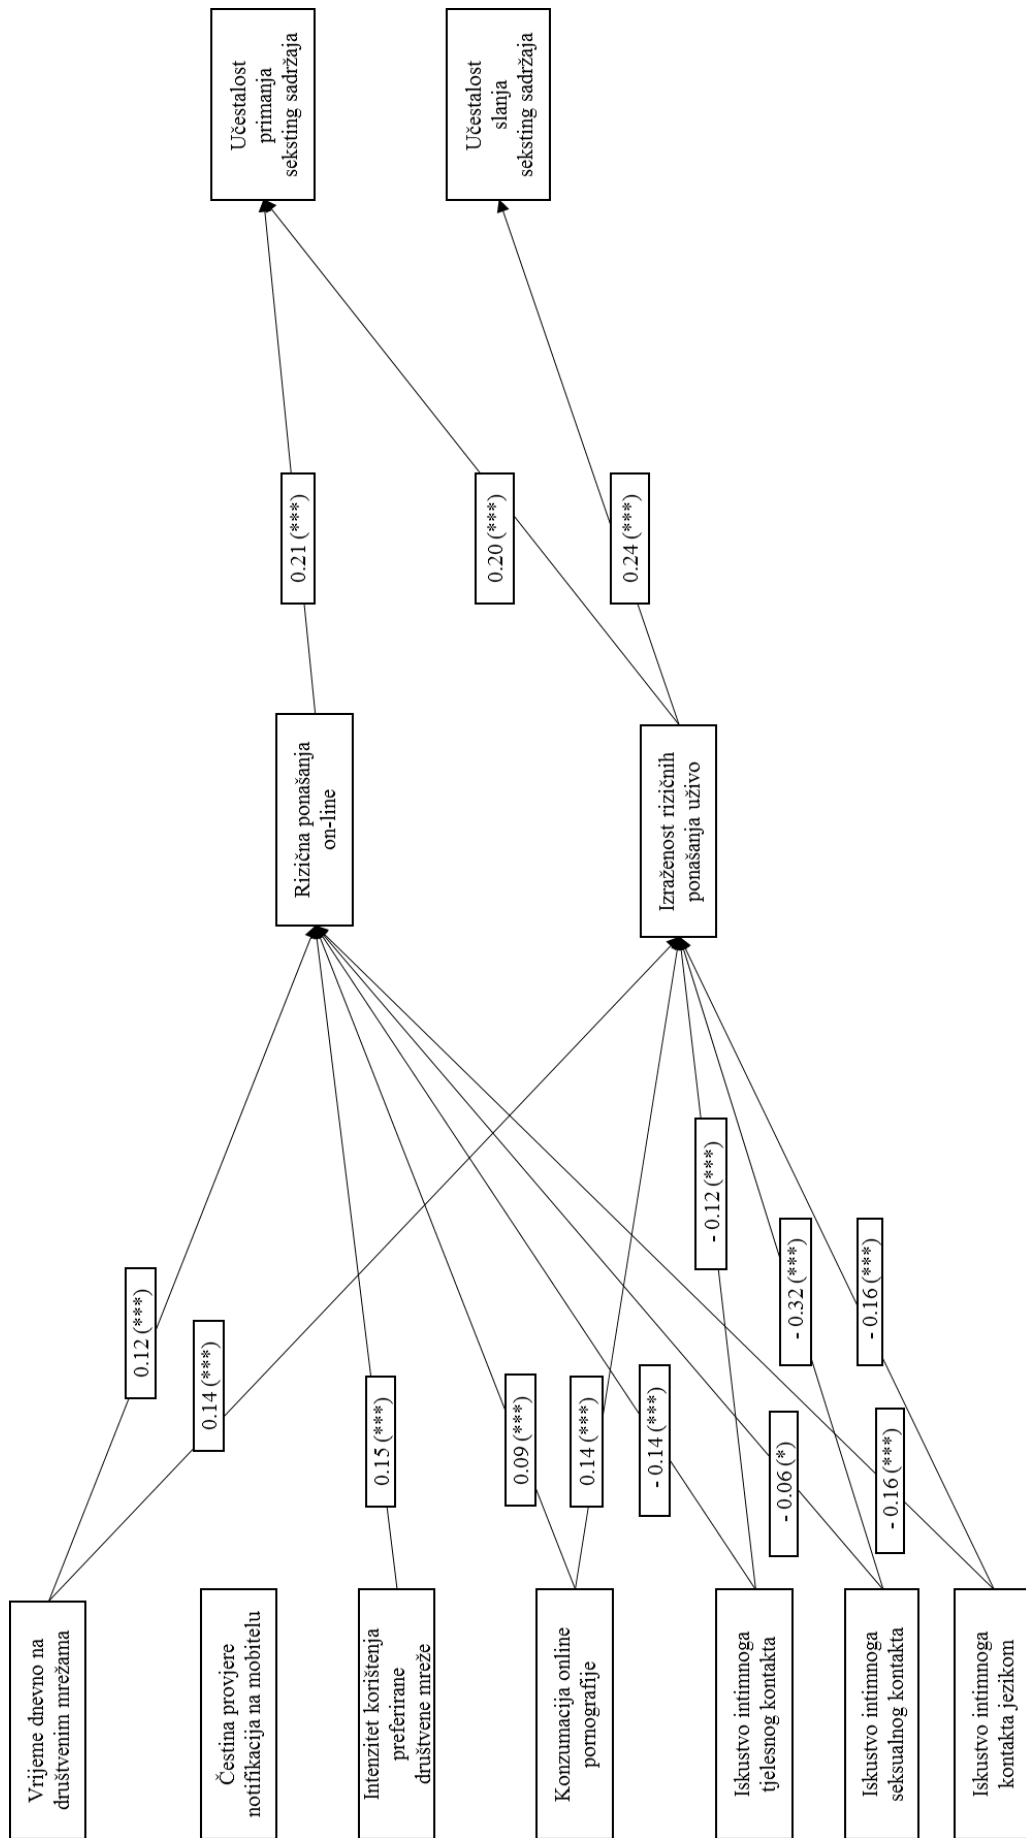 Vrijeme dnevno na
društvenim mrežama
Čestina provjere
notifikacija na mobitelu
Intenzitet korištenja
preferirane
društvene mreže
Konzumacija online
pornografije
Iskustvo intimnoga
tjelesnog kontakta
Iskustvo intimnoga
seksualnog kontakta
Iskustvo intimnoga
kontakta jezikom
0.12 (***)
0.14 (***)
0.15 (***)
0.09 (***)
0.14 (***)
- 0.14 (***)
- 0.12 (***)
- 0.06 (*)
- 0.32 (***)
- 0.16 (***)
- 0.16 (***)
Rizična ponašanja
on-line
Izraženost rizičnih
ponašanja uživo
0.21 (***)
0.20 (***)
0.24 (***)
Učestalost
primanja
seksting sadržaja
Učestalost
slanja
seksting sadržaja